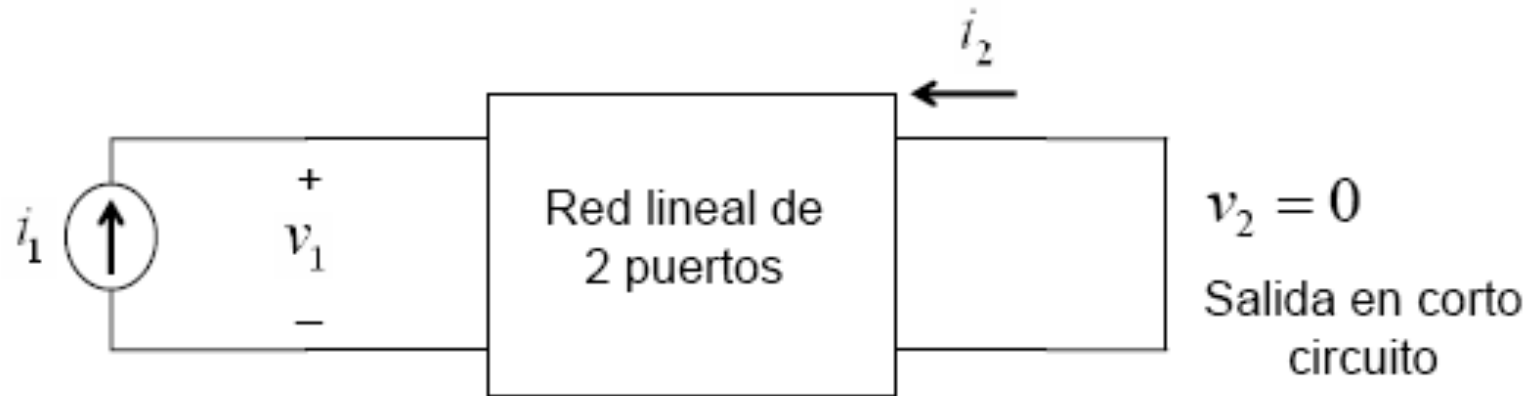 i₂
i₁
+
v₁
−
Red lineal de
2 puertos
v₂ = 0
Salida en corto
circuito